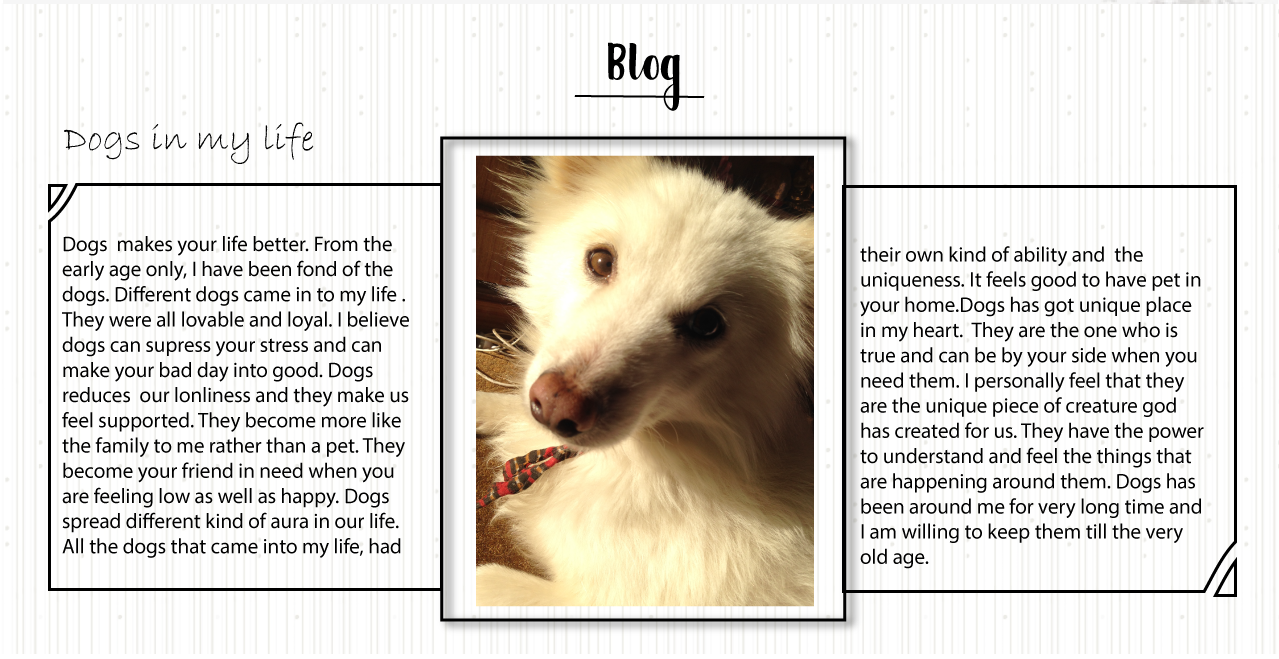 Blog
Dogs in my life
Dogs  makes your life better. From the
early age only, I have been fond of the
dogs. Different dogs came in to my life .
They were all lovable and loyal. I believe
dogs can supress your stress and can
make your bad day into good. Dogs
reduces  our lonliness and they make us
feel supported. They become more like
the family to me rather than a pet. They
become your friend in need when you
are feeling low as well as happy. Dogs
spread different kind of aura in our life.
All the dogs that came into my life, had
their own kind of ability and  the
uniqueness. It feels good to have pet in
your home.Dogs has got unique place
in my heart.  They are the one who is
true and can be by your side when you
need them. I personally feel that they
are the unique piece of creature god
has created for us. They have the power
to understand and feel the things that
are happening around them. Dogs has
been around me for very long time and
I am willing to keep them till the very
old age.